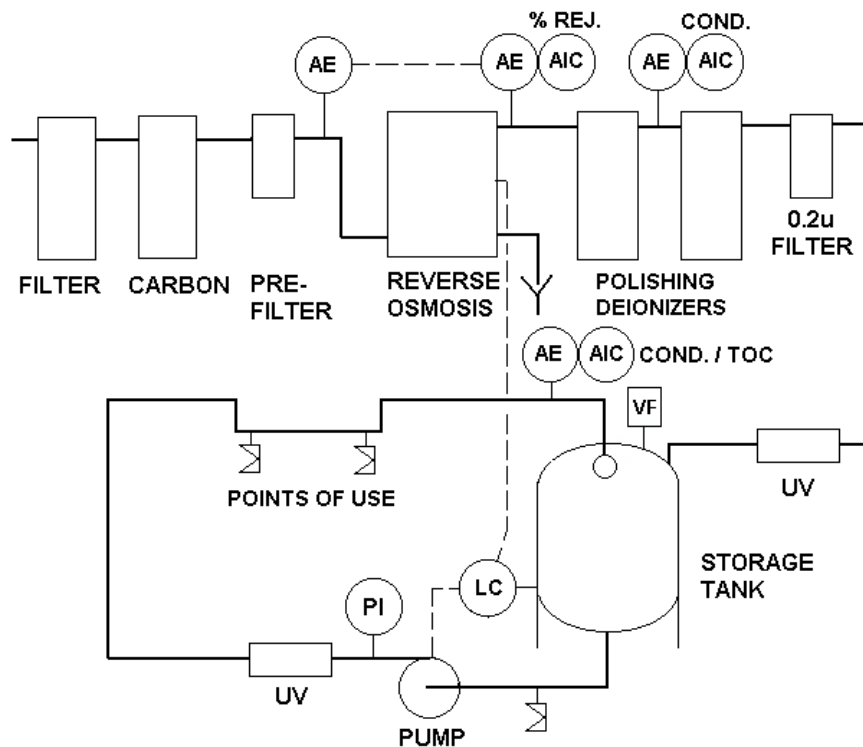 % REJ.
COND.
AE
AE
AIC
AE
AIC
FILTER
CARBON
PRE-
FILTER
REVERSE
OSMOSIS
POLISHING
DEIONIZERS
0.2u
FILTER
AE
AIC
COND. / TOC
VF
POINTS OF USE
UV
LC
STORAGE
TANK
PI
UV
PUMP